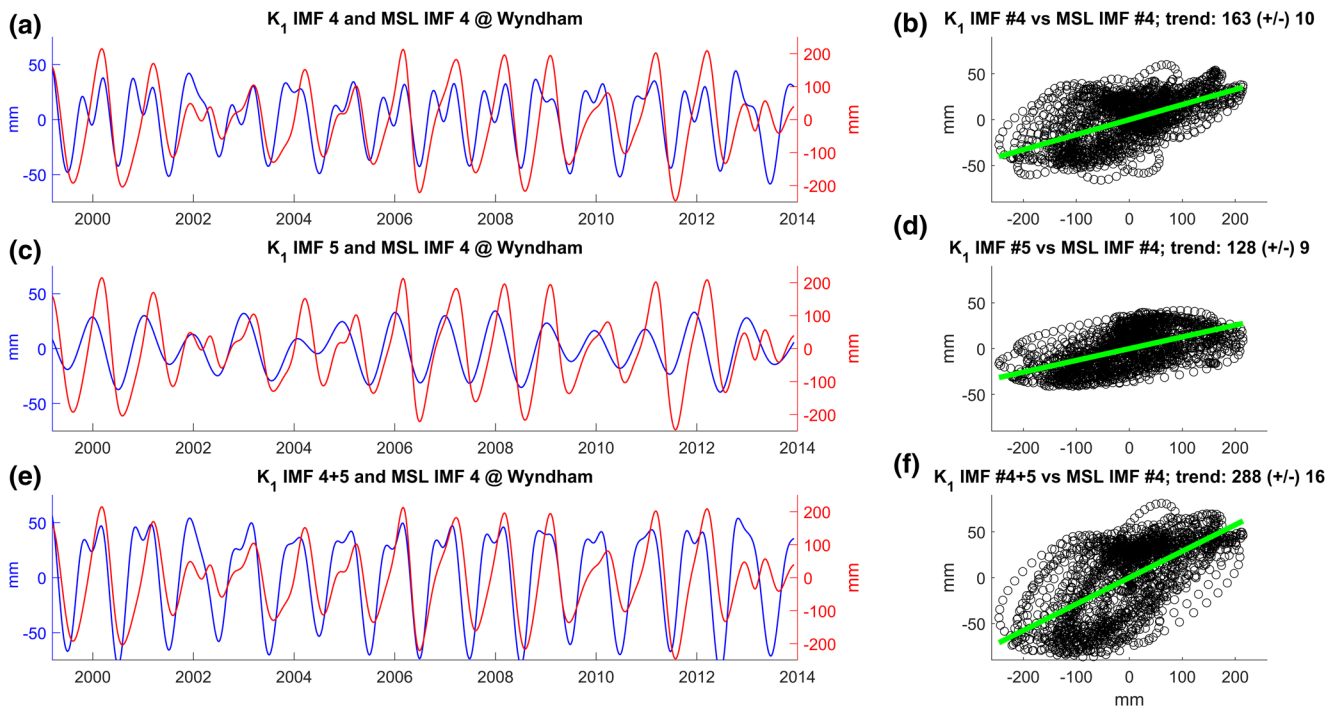 (a)
K1 IMF 4 and MSL IMF 4 @ Wyndham
50
0
-50
mm
200
100
0
-100
-200
mm
2000 2002 2004 2006 2008 2010 2012 2014
(b)
K1 IMF #4 vs MSL IMF #4; trend: 163 (+/-) 10
50
0
-50
mm
-200 -100 0 100 200
(c)
K1 IMF 5 and MSL IMF 4 @ Wyndham
50
0
-50
mm
200
100
0
-100
-200
mm
2000 2002 2004 2006 2008 2010 2012 2014
(d)
K1 IMF #5 vs MSL IMF #4; trend: 128 (+/-) 9
50
0
-50
mm
-200 -100 0 100 200
(e)
K1 IMF 4+5 and MSL IMF 4 @ Wyndham
50
0
-50
mm
200
100
0
-100
-200
mm
2000 2002 2004 2006 2008 2010 2012 2014
(f)
K1 IMF #4+5 vs MSL IMF #4; trend: 288 (+/-) 16
50
0
-50
mm
-200 -100 0 100 200
mm